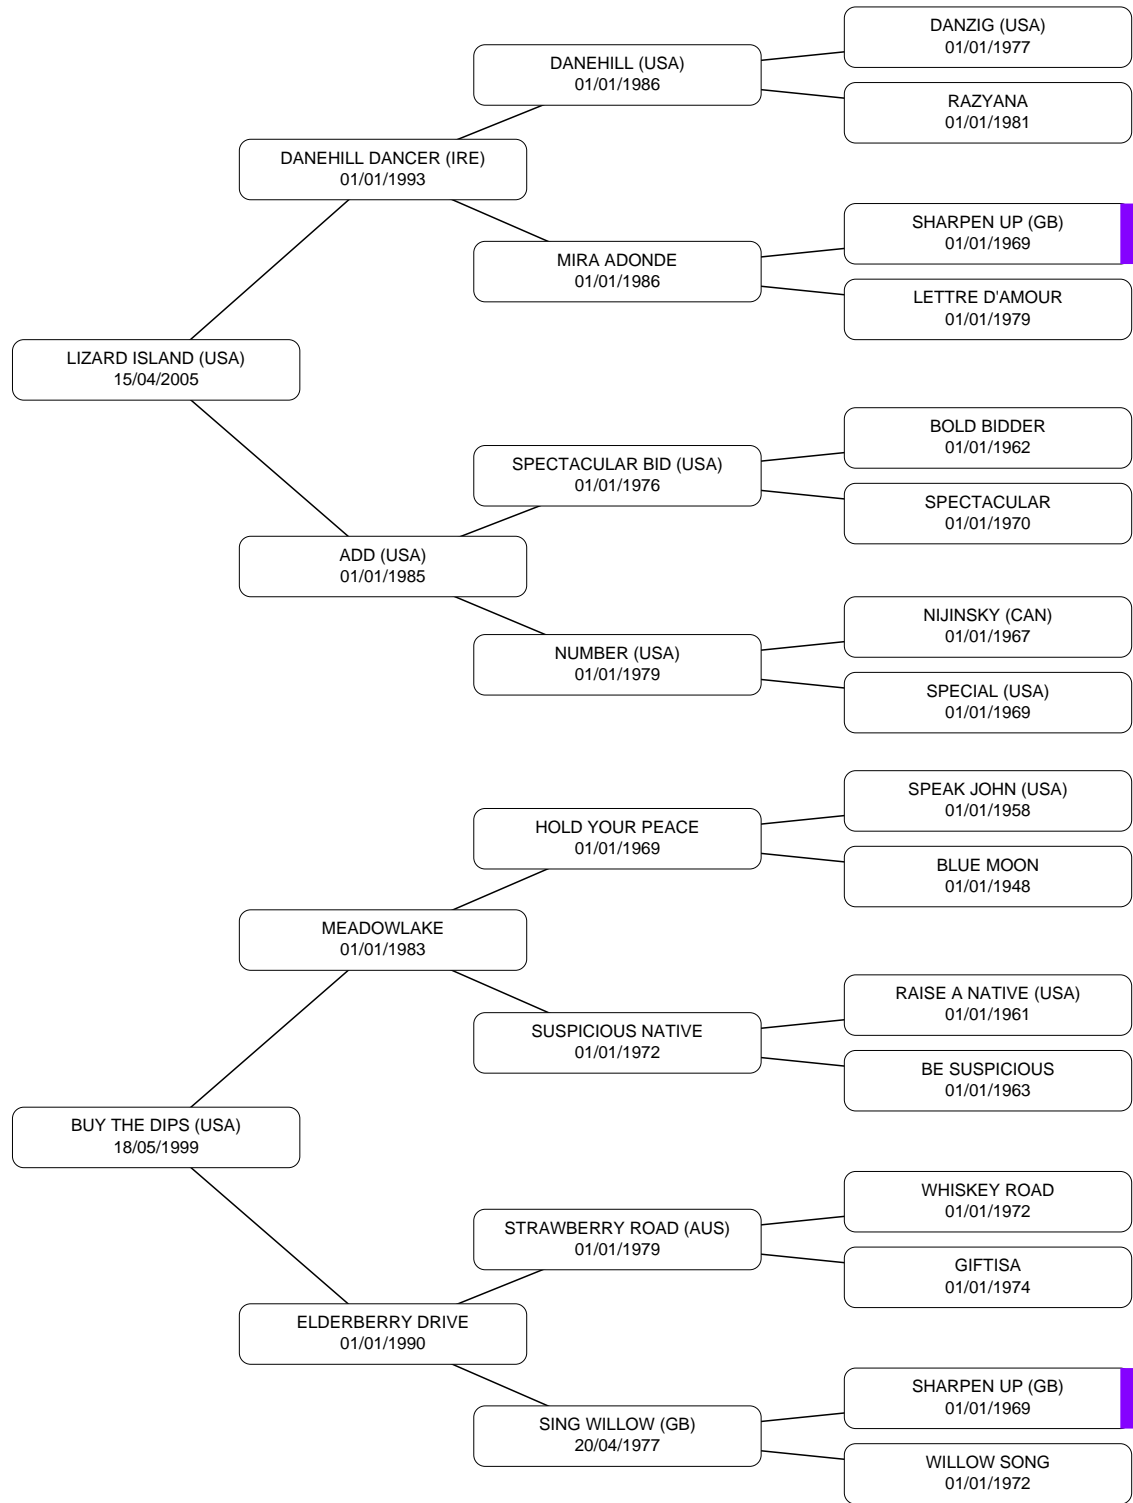 DANZIG (USA)
01/01/1977
DANEHILL (USA)
01/01/1986
RAZYANA
01/01/1981
DANEHILL DANCER (IRE)
01/01/1993
SHARPEN UP (GB)
01/01/1969
MIRA ADONDE
01/01/1986
LETTRE D'AMOUR
01/01/1979
LIZARD ISLAND (USA)
15/04/2005
BOLD BIDDER
01/01/1962
SPECTACULAR BID (USA)
01/01/1976
SPECTACULAR
01/01/1970
ADD (USA)
01/01/1985
NIJINSKY (CAN)
01/01/1967
NUMBER (USA)
01/01/1979
SPECIAL (USA)
01/01/1969
SPEAK JOHN (USA)
01/01/1958
HOLD YOUR PEACE
01/01/1969
BLUE MOON
01/01/1948
MEADOWLAKE
01/01/1983
RAISE A NATIVE (USA)
01/01/1961
SUSPICIOUS NATIVE
01/01/1972
BE SUSPICIOUS
01/01/1963
BUY THE DIPS (USA)
18/05/1999
WHISKEY ROAD
01/01/1972
STRAWBERRY ROAD (AUS)
01/01/1979
GIFTISA
01/01/1974
ELDERBERRY DRIVE
01/01/1990
SHARPEN UP (GB)
01/01/1969
SING WILLOW (GB)
20/04/1977
WILLOW SONG
01/01/1972